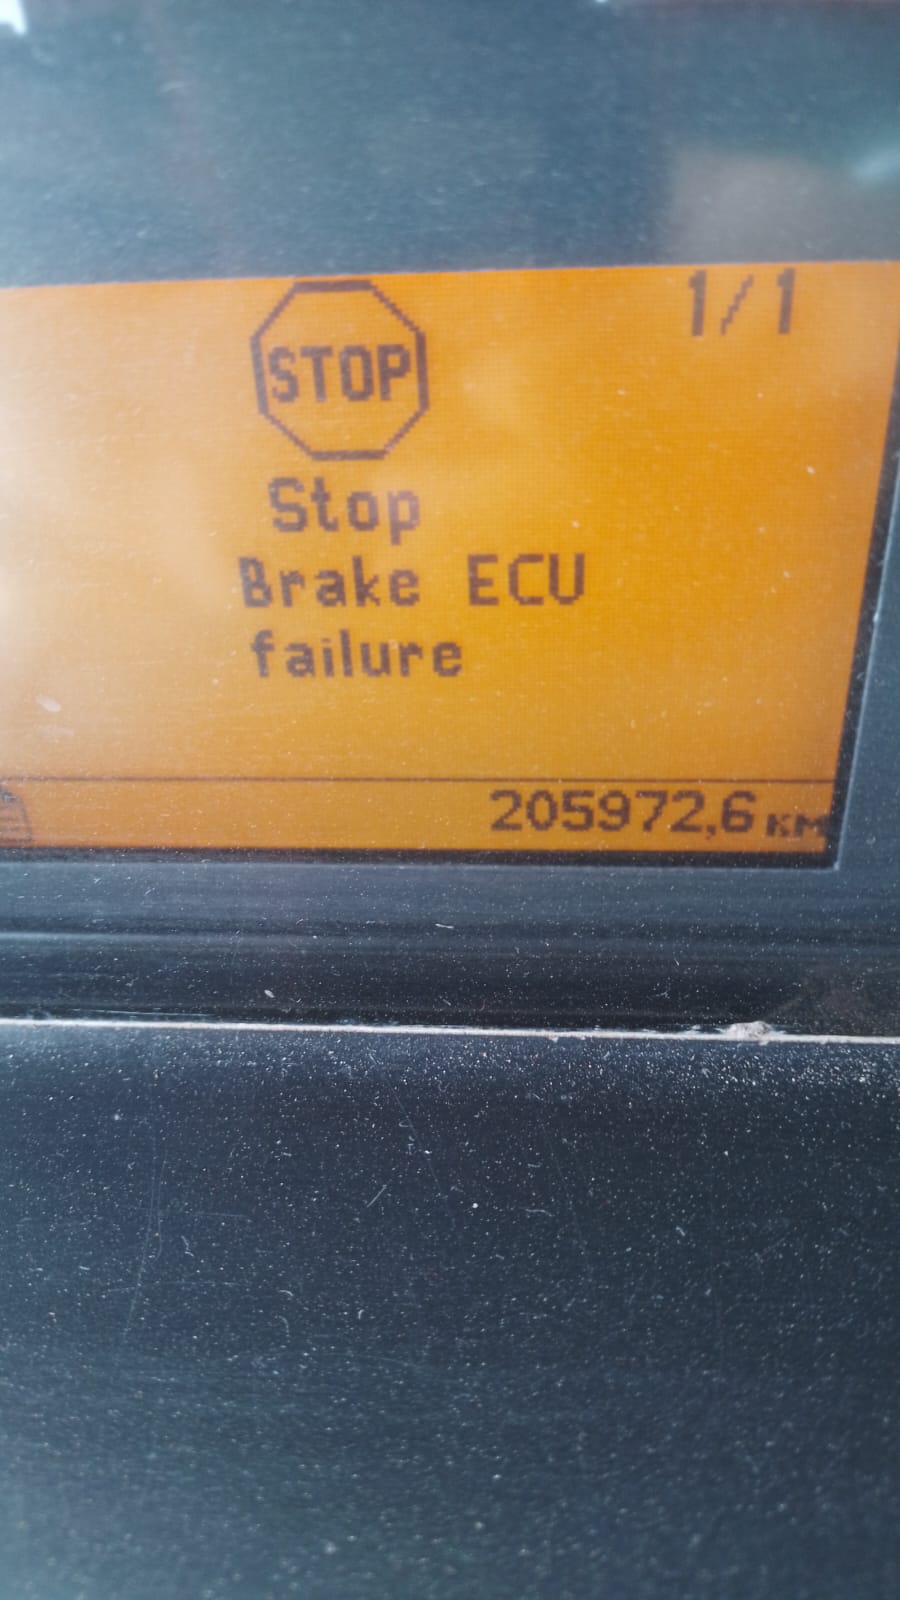 1/1
STOP
Stop
Brake ECU
failure
205972,6 KM